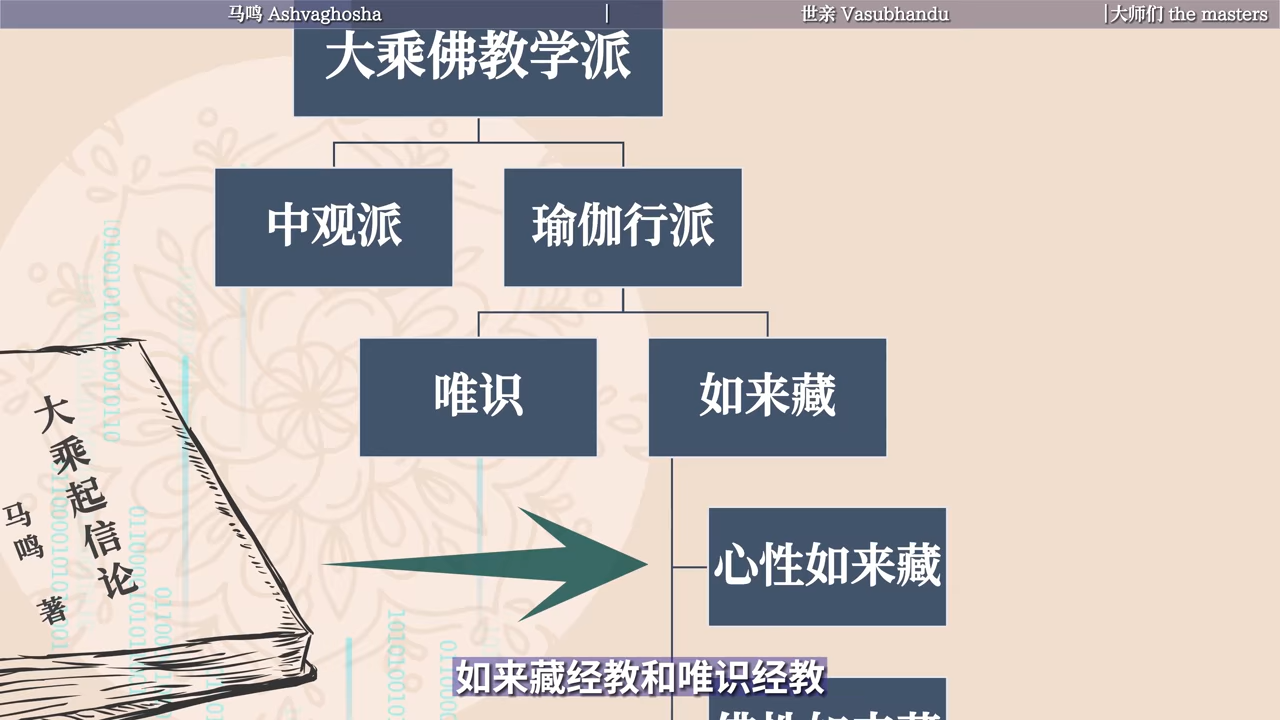 马鸣 Ashvaghosha | 世亲 Vasubhandu |大师们 the masters
大乘佛教学派
中观派 瑜伽行派
唯识 如来藏
大乘起信论
马鸣 著
心性如来藏
如来藏经教和唯识经教